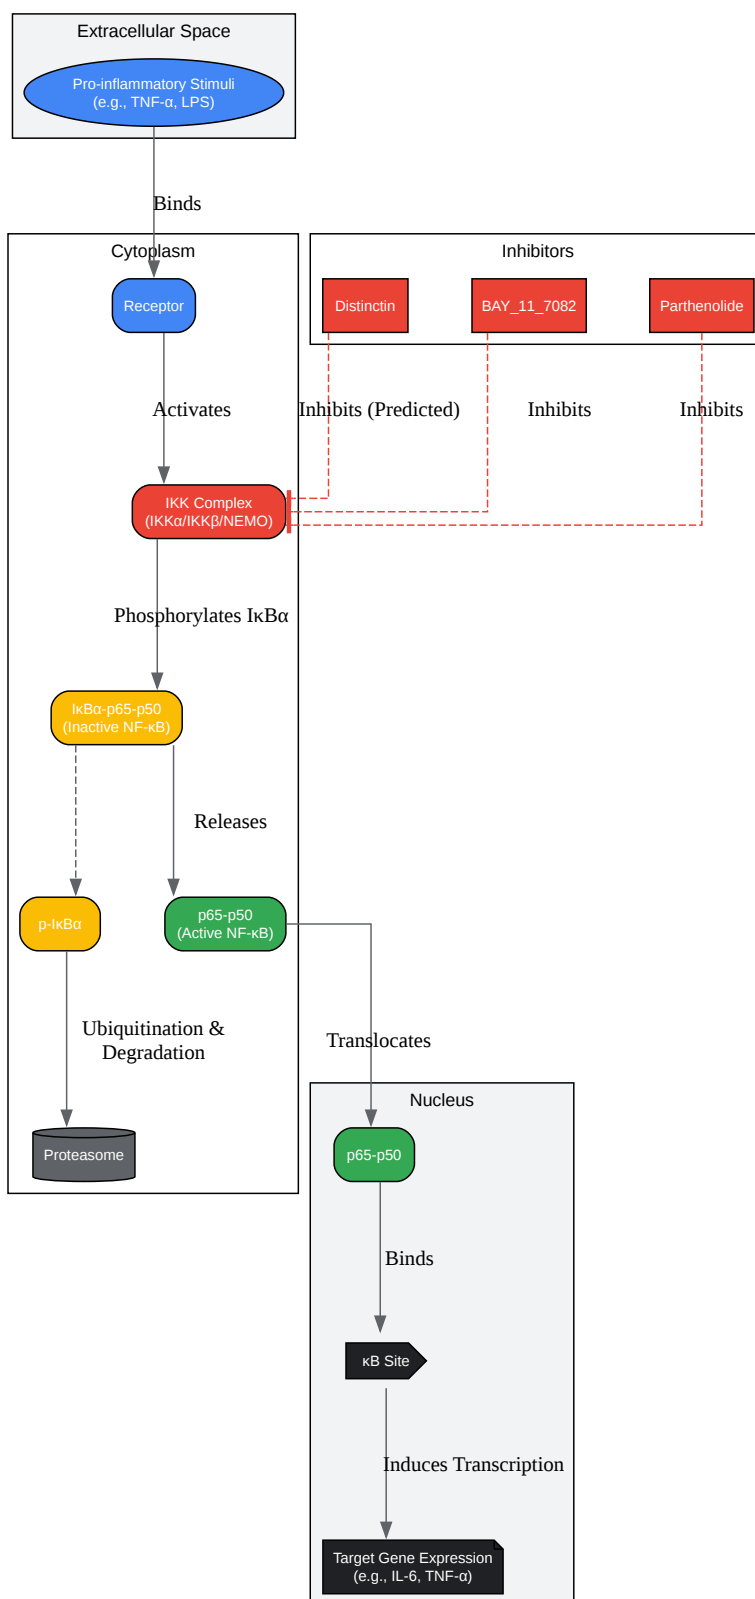 Extracellular Space
Pro-inflammatory Stimuli
(e.g., TNF-α, LPS)
Binds
Cytoplasm
Inhibitors
Receptor
Distinctin
BAY_11_7082
Parthenolide
Activates
Inhibits (Predicted)
Inhibits
Inhibits
IKK Complex
(IKKα/IKKβ/NEMO)
Phosphorylates IκBα
IκBα-p65-p50
(Inactive NF-κB)
Releases
p-IκBα
p65-p50
(Active NF-κB)
Ubiquitination &
Degradation
Translocates
Nucleus
Proteasome
p65-p50
Binds
κB Site
Induces Transcription
Target Gene Expression
(e.g., IL-6, TNF-α)